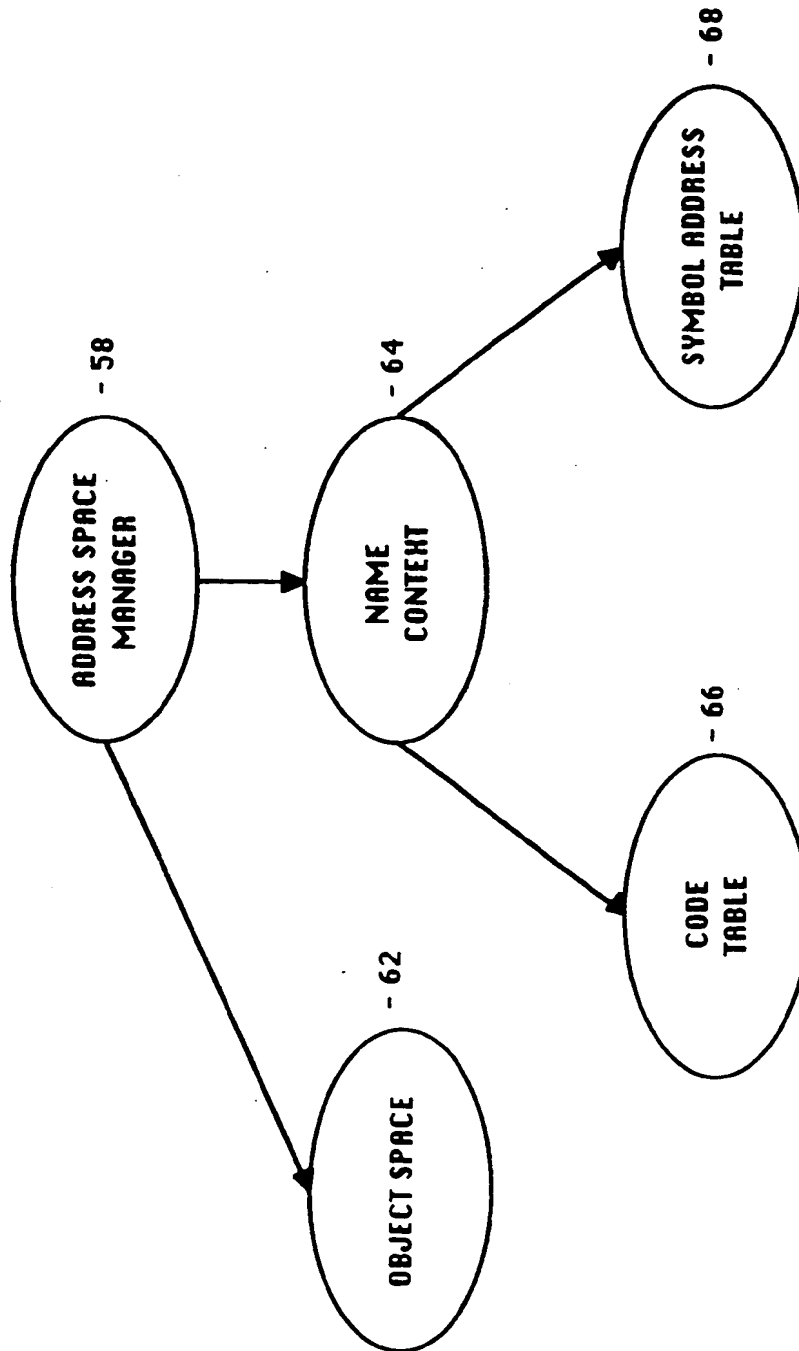 ADDRESS SPACE
MANAGER
- 58
OBJECT SPACE
- 62
NAME
CONTEXT
- 64
CODE
TABLE
- 66
SYMBOL ADDRESS
TABLE
- 68